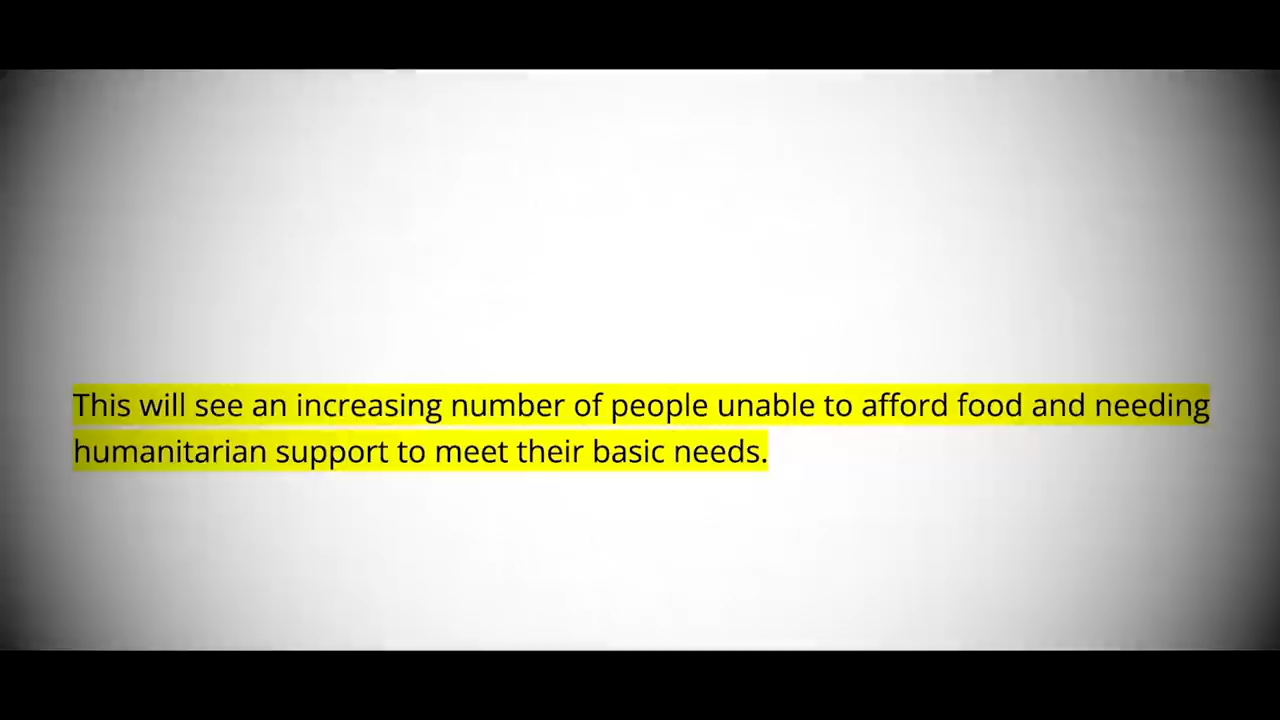 This will see an increasing number of people unable to afford food and needing
humanitarian support to meet their basic needs.